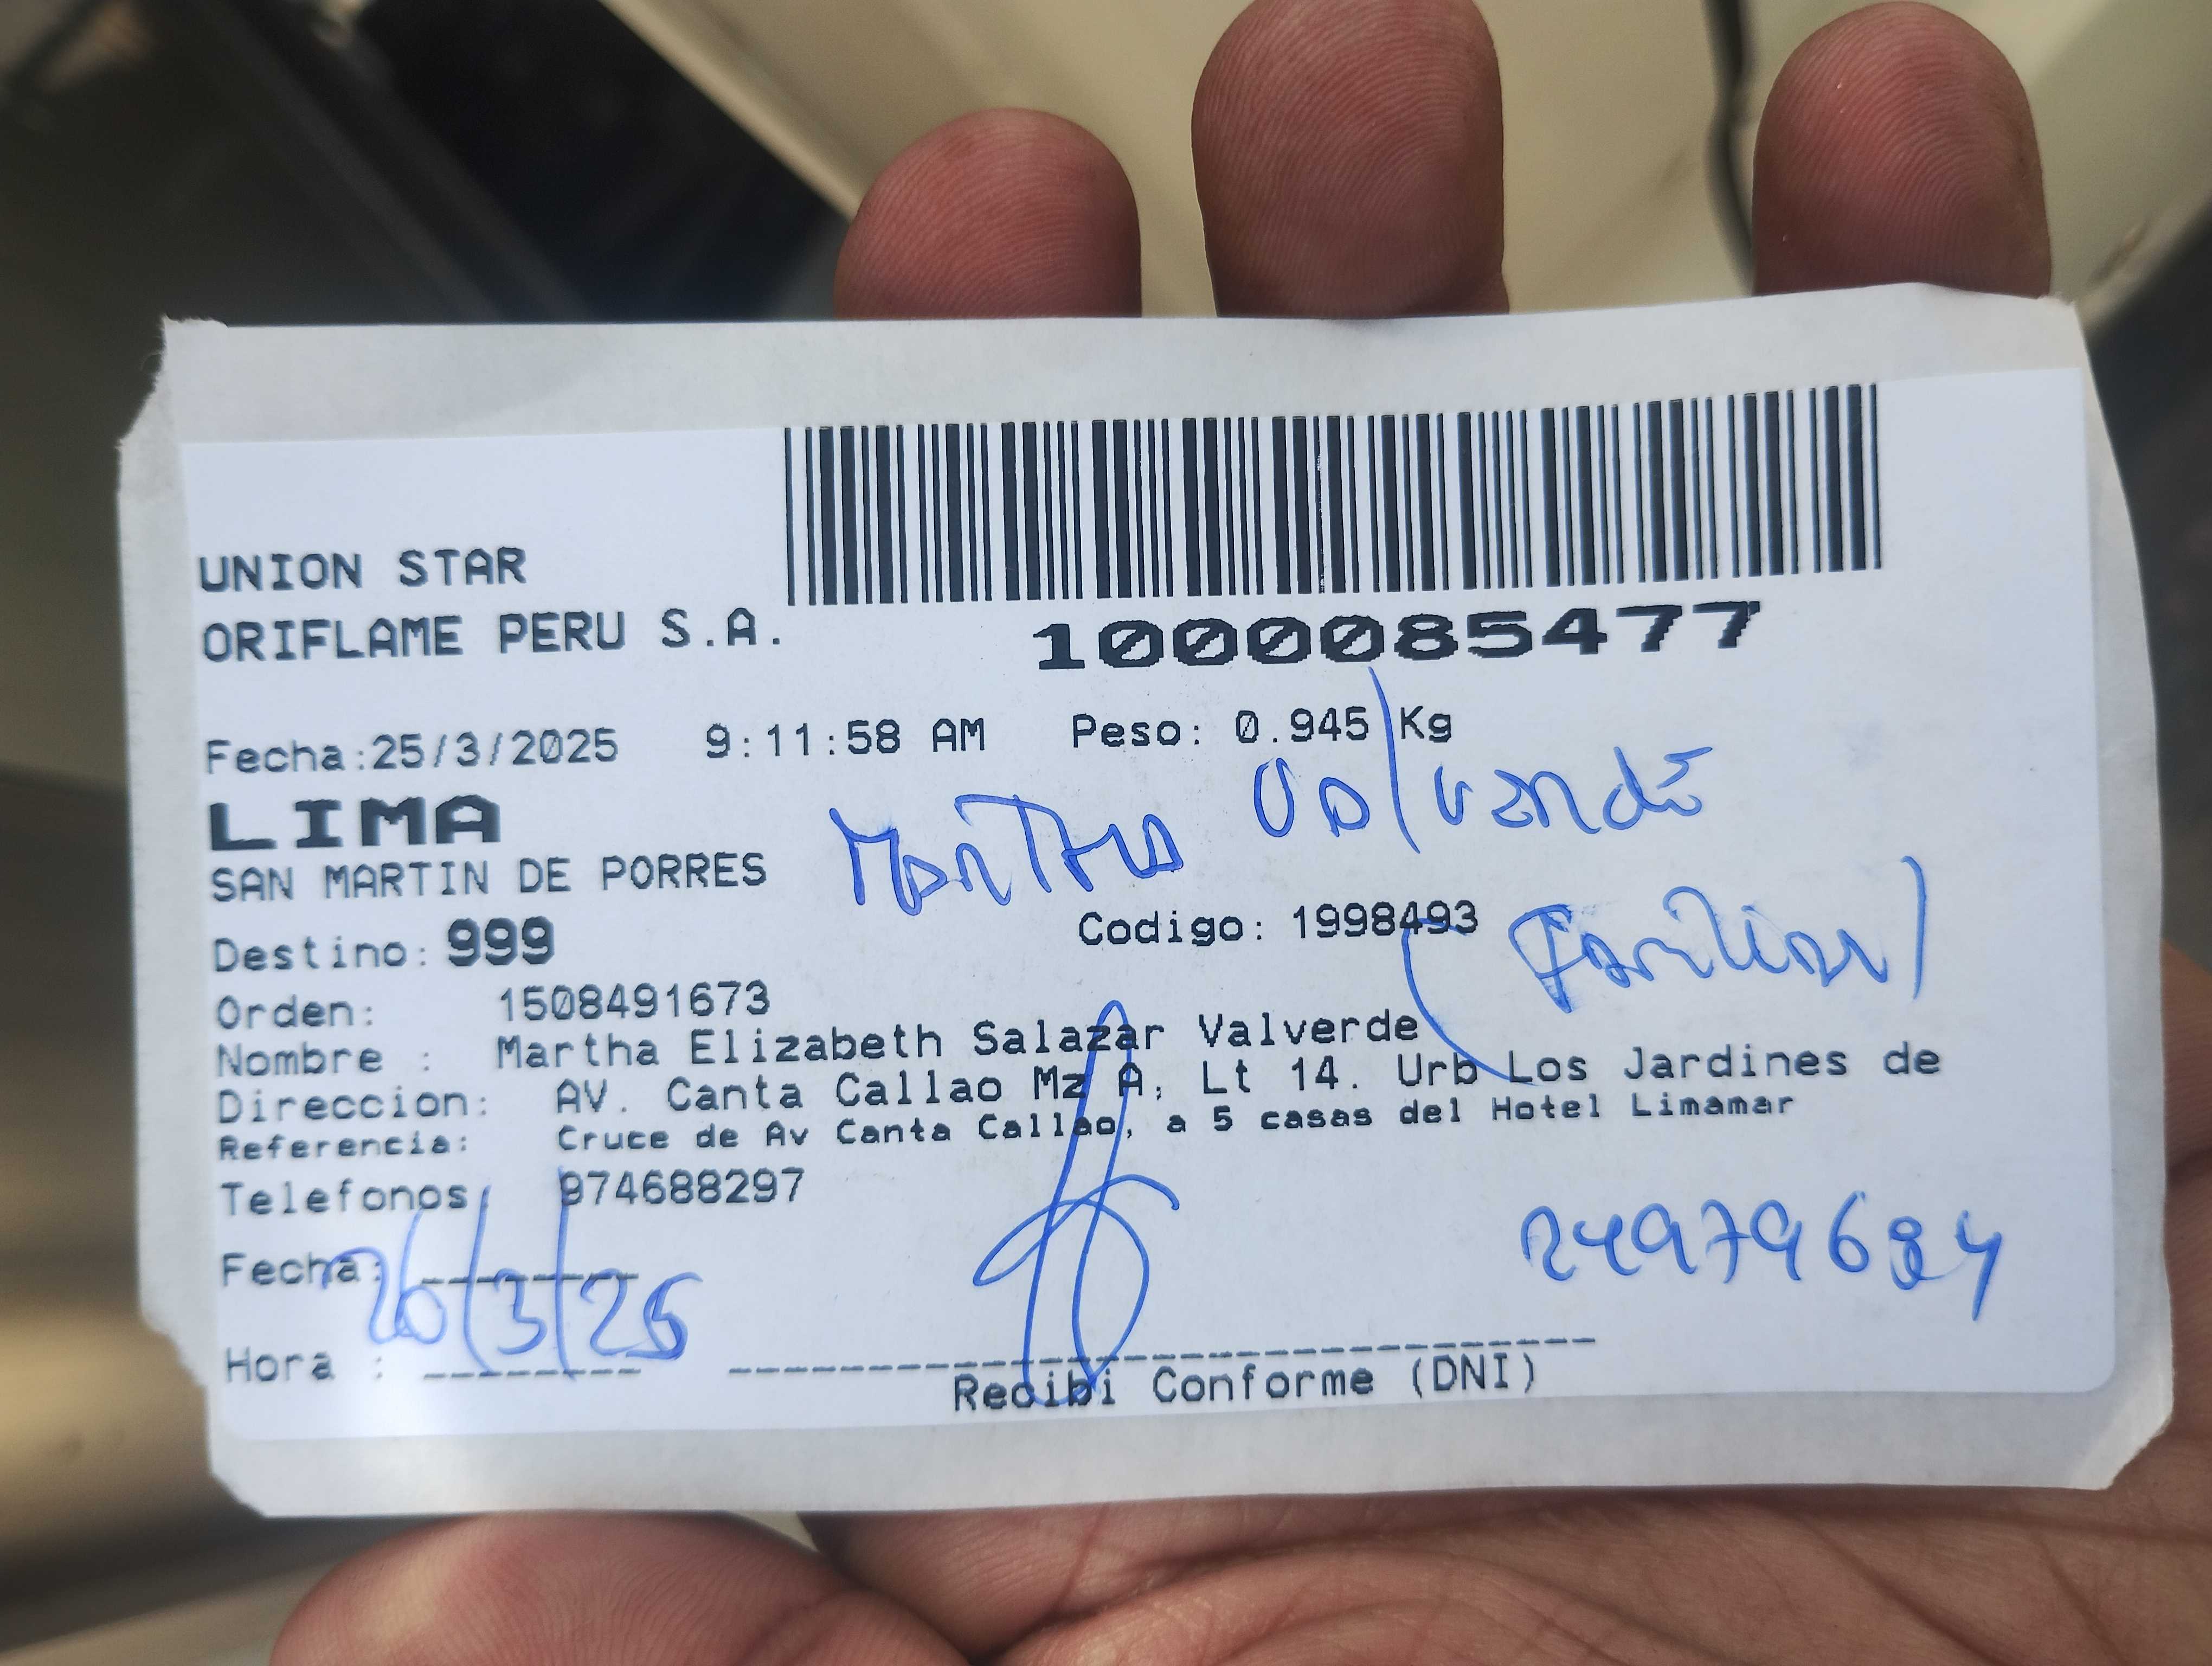 UNION STAR
ORIFLAME PERU S.A.
1000085477
Fecha:25/3/2025 9:11:58 AM Peso: 0.945 Kg
LIMA
SAN MARTIN DE PORRES
Martha Valverde
Destino: 999
Codigo: 1998493
(Familiar)
Orden: 1508491673
Nombre : Martha Elizabeth Salazar Valverde
Direccion: AV. Canta Callao Mz A, Lt 14. Urb Los Jardines de
Referencia: Cruce de Av Canta Callao, a 5 casas del Hotel Limamar
Telefonos: 974688297
Fecha: 26/3/25
Hora :
Recibi Conforme (DNI)